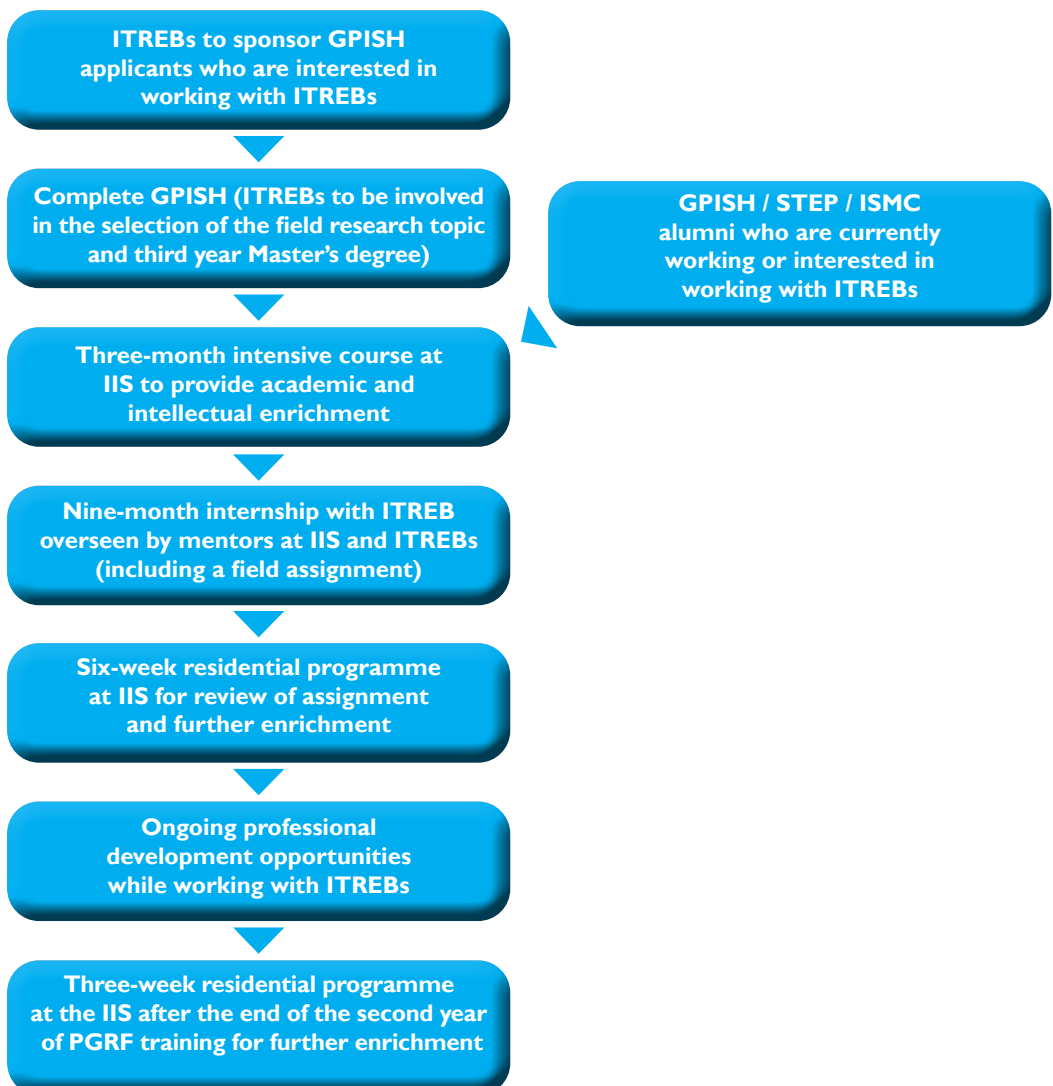 ITREBs to sponsor GPISH
applicants who are interested in
working with ITREBs
Complete GPISH (ITREBs to be involved
in the selection of the field research topic
and third year Master's degree)
GPISH / STEP / ISMC
alumni who are currently
working or interested in
working with ITREBs
Three-month intensive course at
IIS to provide academic and
intellectual enrichment
Nine-month internship with ITREB
overseen by mentors at IIS and ITREBs
(including a field assignment)
Six-week residential programme
at IIS for review of assignment
and further enrichment
Ongoing professional
development opportunities
while working with ITREBs
Three-week residential programme
at the IIS after the end of the second year
of PGRF training for further enrichment